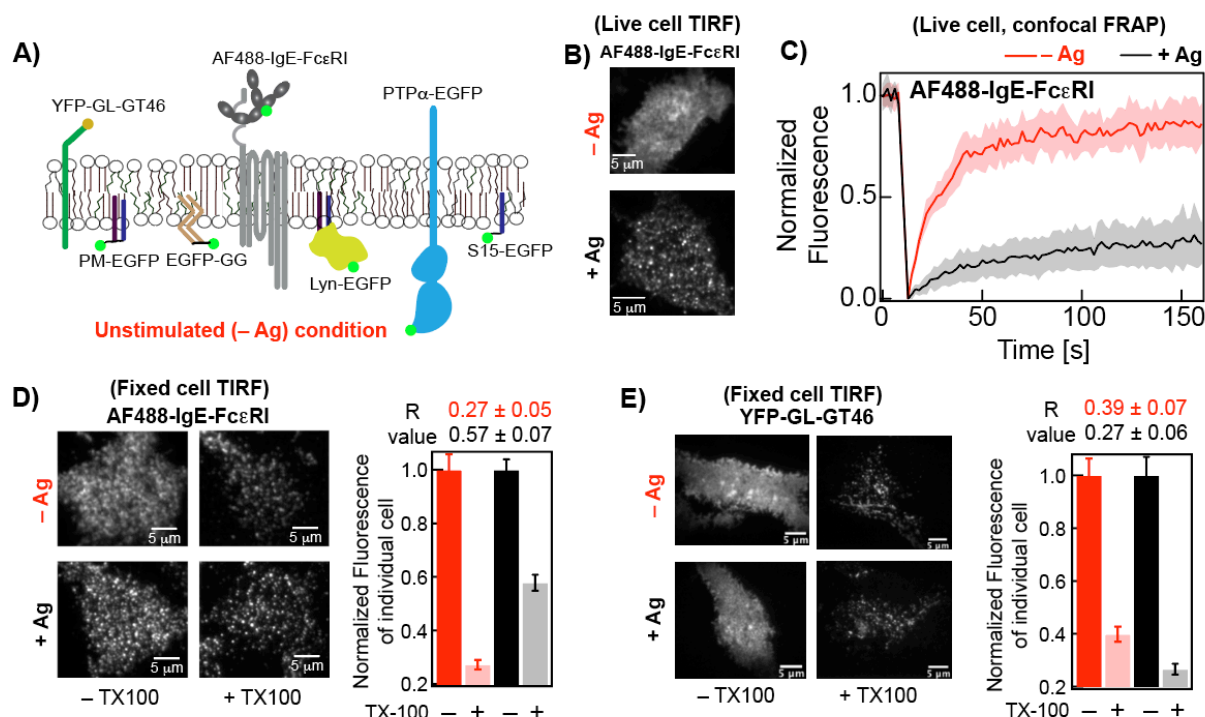 A)
AF488-IgE-FcεRI
YFP-GL-GT46
PTPα-EGFP
PM-EGFP
EGFP-GG
Lyn-EGFP
S15-EGFP
Unstimulated (– Ag) condition
(Live cell TIRF)
B)
AF488-IgE-FcεRI
– Ag
5 μm
+ Ag
5 μm
(Live cell, confocal FRAP)
C)
– Ag
+ Ag
AF488-IgE-FcεRI
Normalized
Fluorescence
1.0
0.5
0.0
0
50
100
150
Time [s]
(Fixed cell TIRF)
D)
AF488-IgE-FcεRI
– Ag
5 μm
5 μm
+ Ag
5 μm
5 μm
– TX100
+ TX100
R
value
0.27 ± 0.05
0.57 ± 0.07
Normalized Fluorescence
of individual cell
1.0
0.8
0.6
0.4
0.2
TX-100 – + – +
(Fixed cell TIRF)
E)
YFP-GL-GT46
– Ag
5 μm
5 μm
+ Ag
5 μm
5 μm
– TX100
+ TX100
R
value
0.39 ± 0.07
0.27 ± 0.06
Normalized Fluorescence
of individual cell
1.0
0.8
0.6
0.4
0.2
TX-100 – + – +